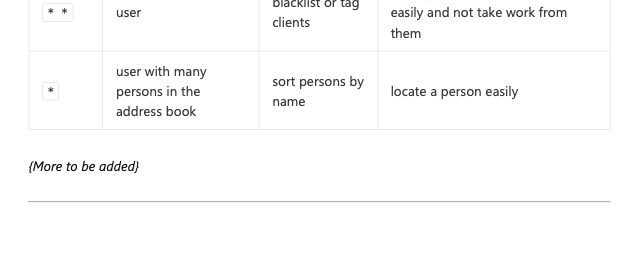 blacklist or tag
* * user easily and not take work from
clients
them
user with many
persons in the
address book
* sort persons by
name
locate a person easily
{More to be added}